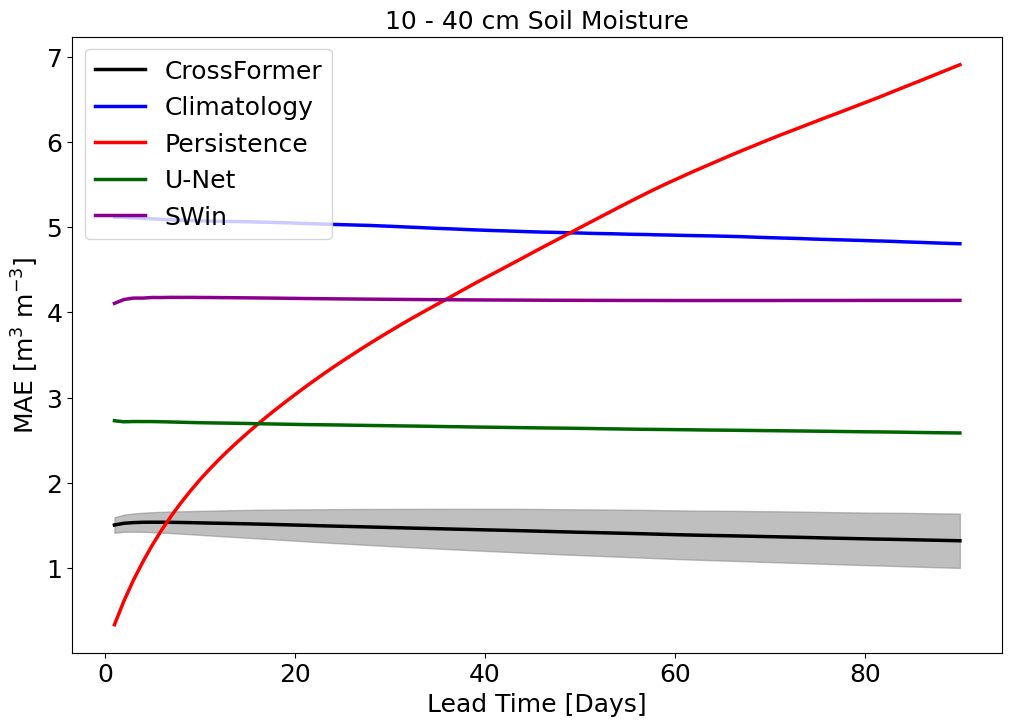 10 - 40 cm Soil Moisture
7
6
5
4
3
2
1
MAE [m³ m⁻³]
CrossFormer
Climatology
Persistence
U-Net
SWin
0 20 40 60 80
Lead Time [Days]